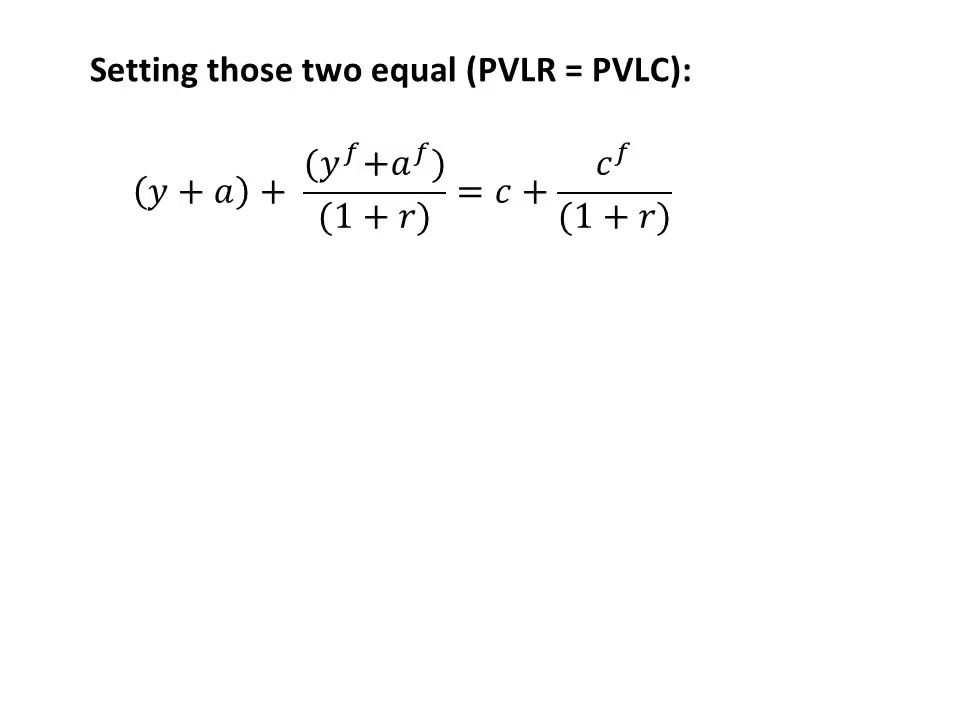 Setting those two equal (PVLR = PVLC):
(y + a) + (y^f + a^f) / (1 + r) = c + c^f / (1 + r)